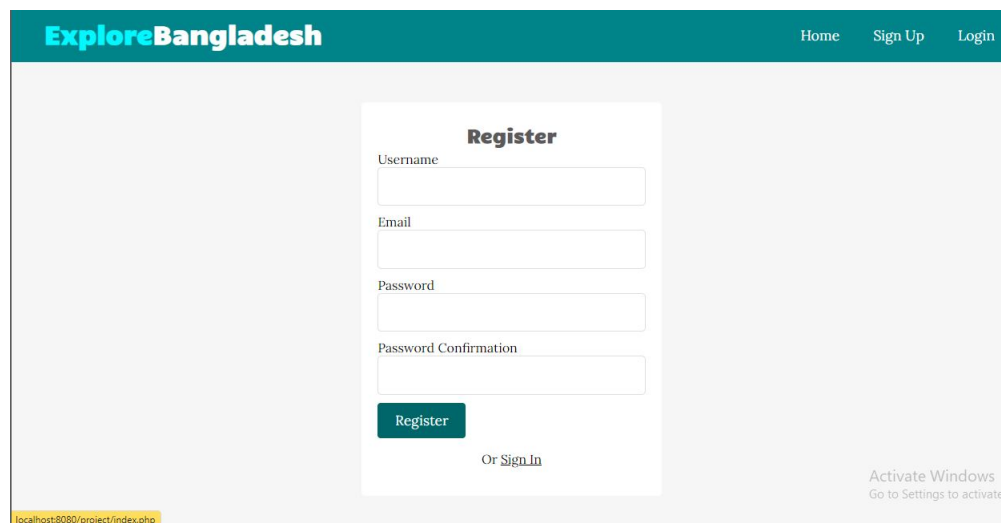 ExploreBangladesh Home Sign Up Login
Register
Username
Email
Password
Password Confirmation
Register
Or Sign In
Activate Windows
Go to Settings to activate
localhost:8080/project/index.php